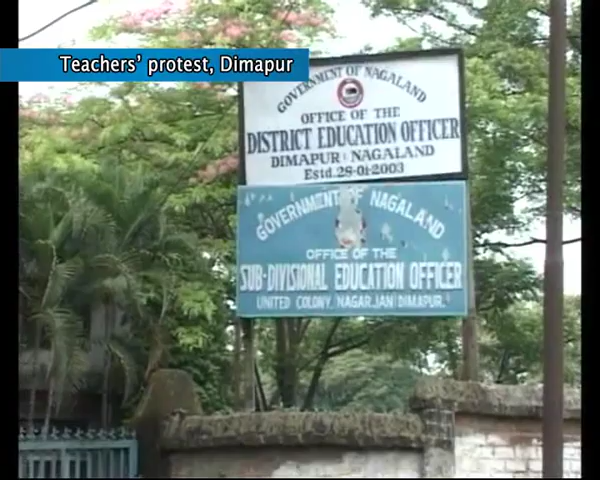 Teachers' protest, Dimapur
GOVERNMENT OF NAGALAND
OFFICE OF THE
DISTRICT EDUCATION OFFICER
DIMAPUR : NAGALAND
Estd. 29-01-2003
GOVERNMENT OF NAGALAND
OFFICE OF THE
SUB-DIVISIONAL EDUCATION OFFICER
UNITED COLONY, NAGARJAN DIMAPUR.